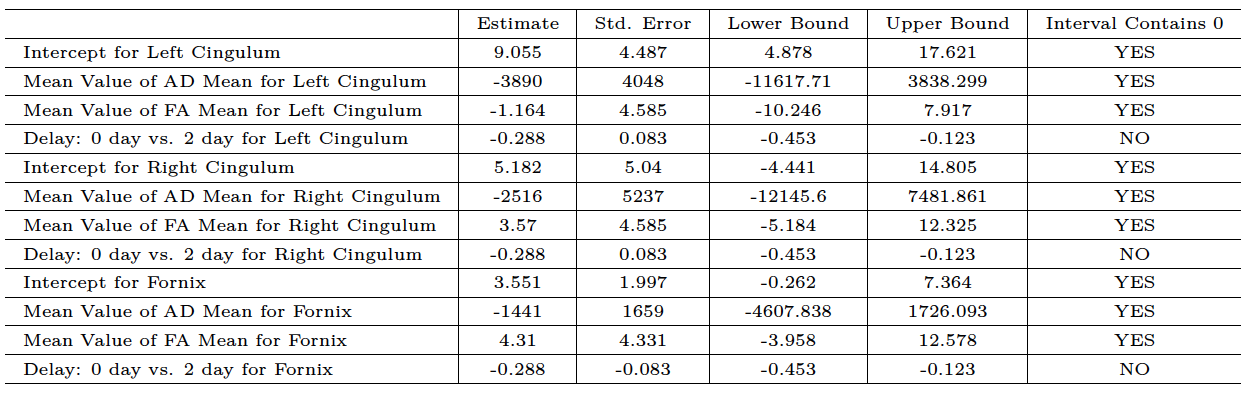 Estimate Std. Error Lower Bound Upper Bound Interval Contains 0
Intercept for Left Cingulum 9.055 4.487 4.878 17.621 YES
Mean Value of AD Mean for Left Cingulum -3890 4048 -11617.71 3838.299 YES
Mean Value of FA Mean for Left Cingulum -1.164 4.585 -10.246 7.917 YES
Delay: 0 day vs. 2 day for Left Cingulum -0.288 0.083 -0.453 -0.123 NO
Intercept for Right Cingulum 5.182 5.04 -4.441 14.805 YES
Mean Value of AD Mean for Right Cingulum -2516 5237 -12145.6 7481.861 YES
Mean Value of FA Mean for Right Cingulum 3.57 4.585 -5.184 12.325 YES
Delay: 0 day vs. 2 day for Right Cingulum -0.288 0.083 -0.453 -0.123 NO
Intercept for Fornix 3.551 1.997 -0.262 7.364 YES
Mean Value of AD Mean for Fornix -1441 1659 -4607.838 1726.093 YES
Mean Value of FA Mean for Fornix 4.31 4.331 -3.958 12.578 YES
Delay: 0 day vs. 2 day for Fornix -0.288 -0.083 -0.453 -0.123 NO